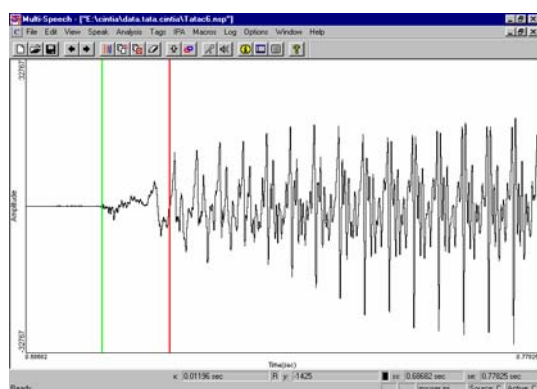 Multi-Speech - ["E:\cintia\data.tata.cintia\Tatac6.nsp"]
File Edit View Speak Analysis Tags IPA Macros Log Options Window Help
32767
Amplitude
-32767
0.68682
0.77825
Time(sec)
x: 0.01196 sec R y: -1425 0.68682 sec 0.77825 sec
Ready